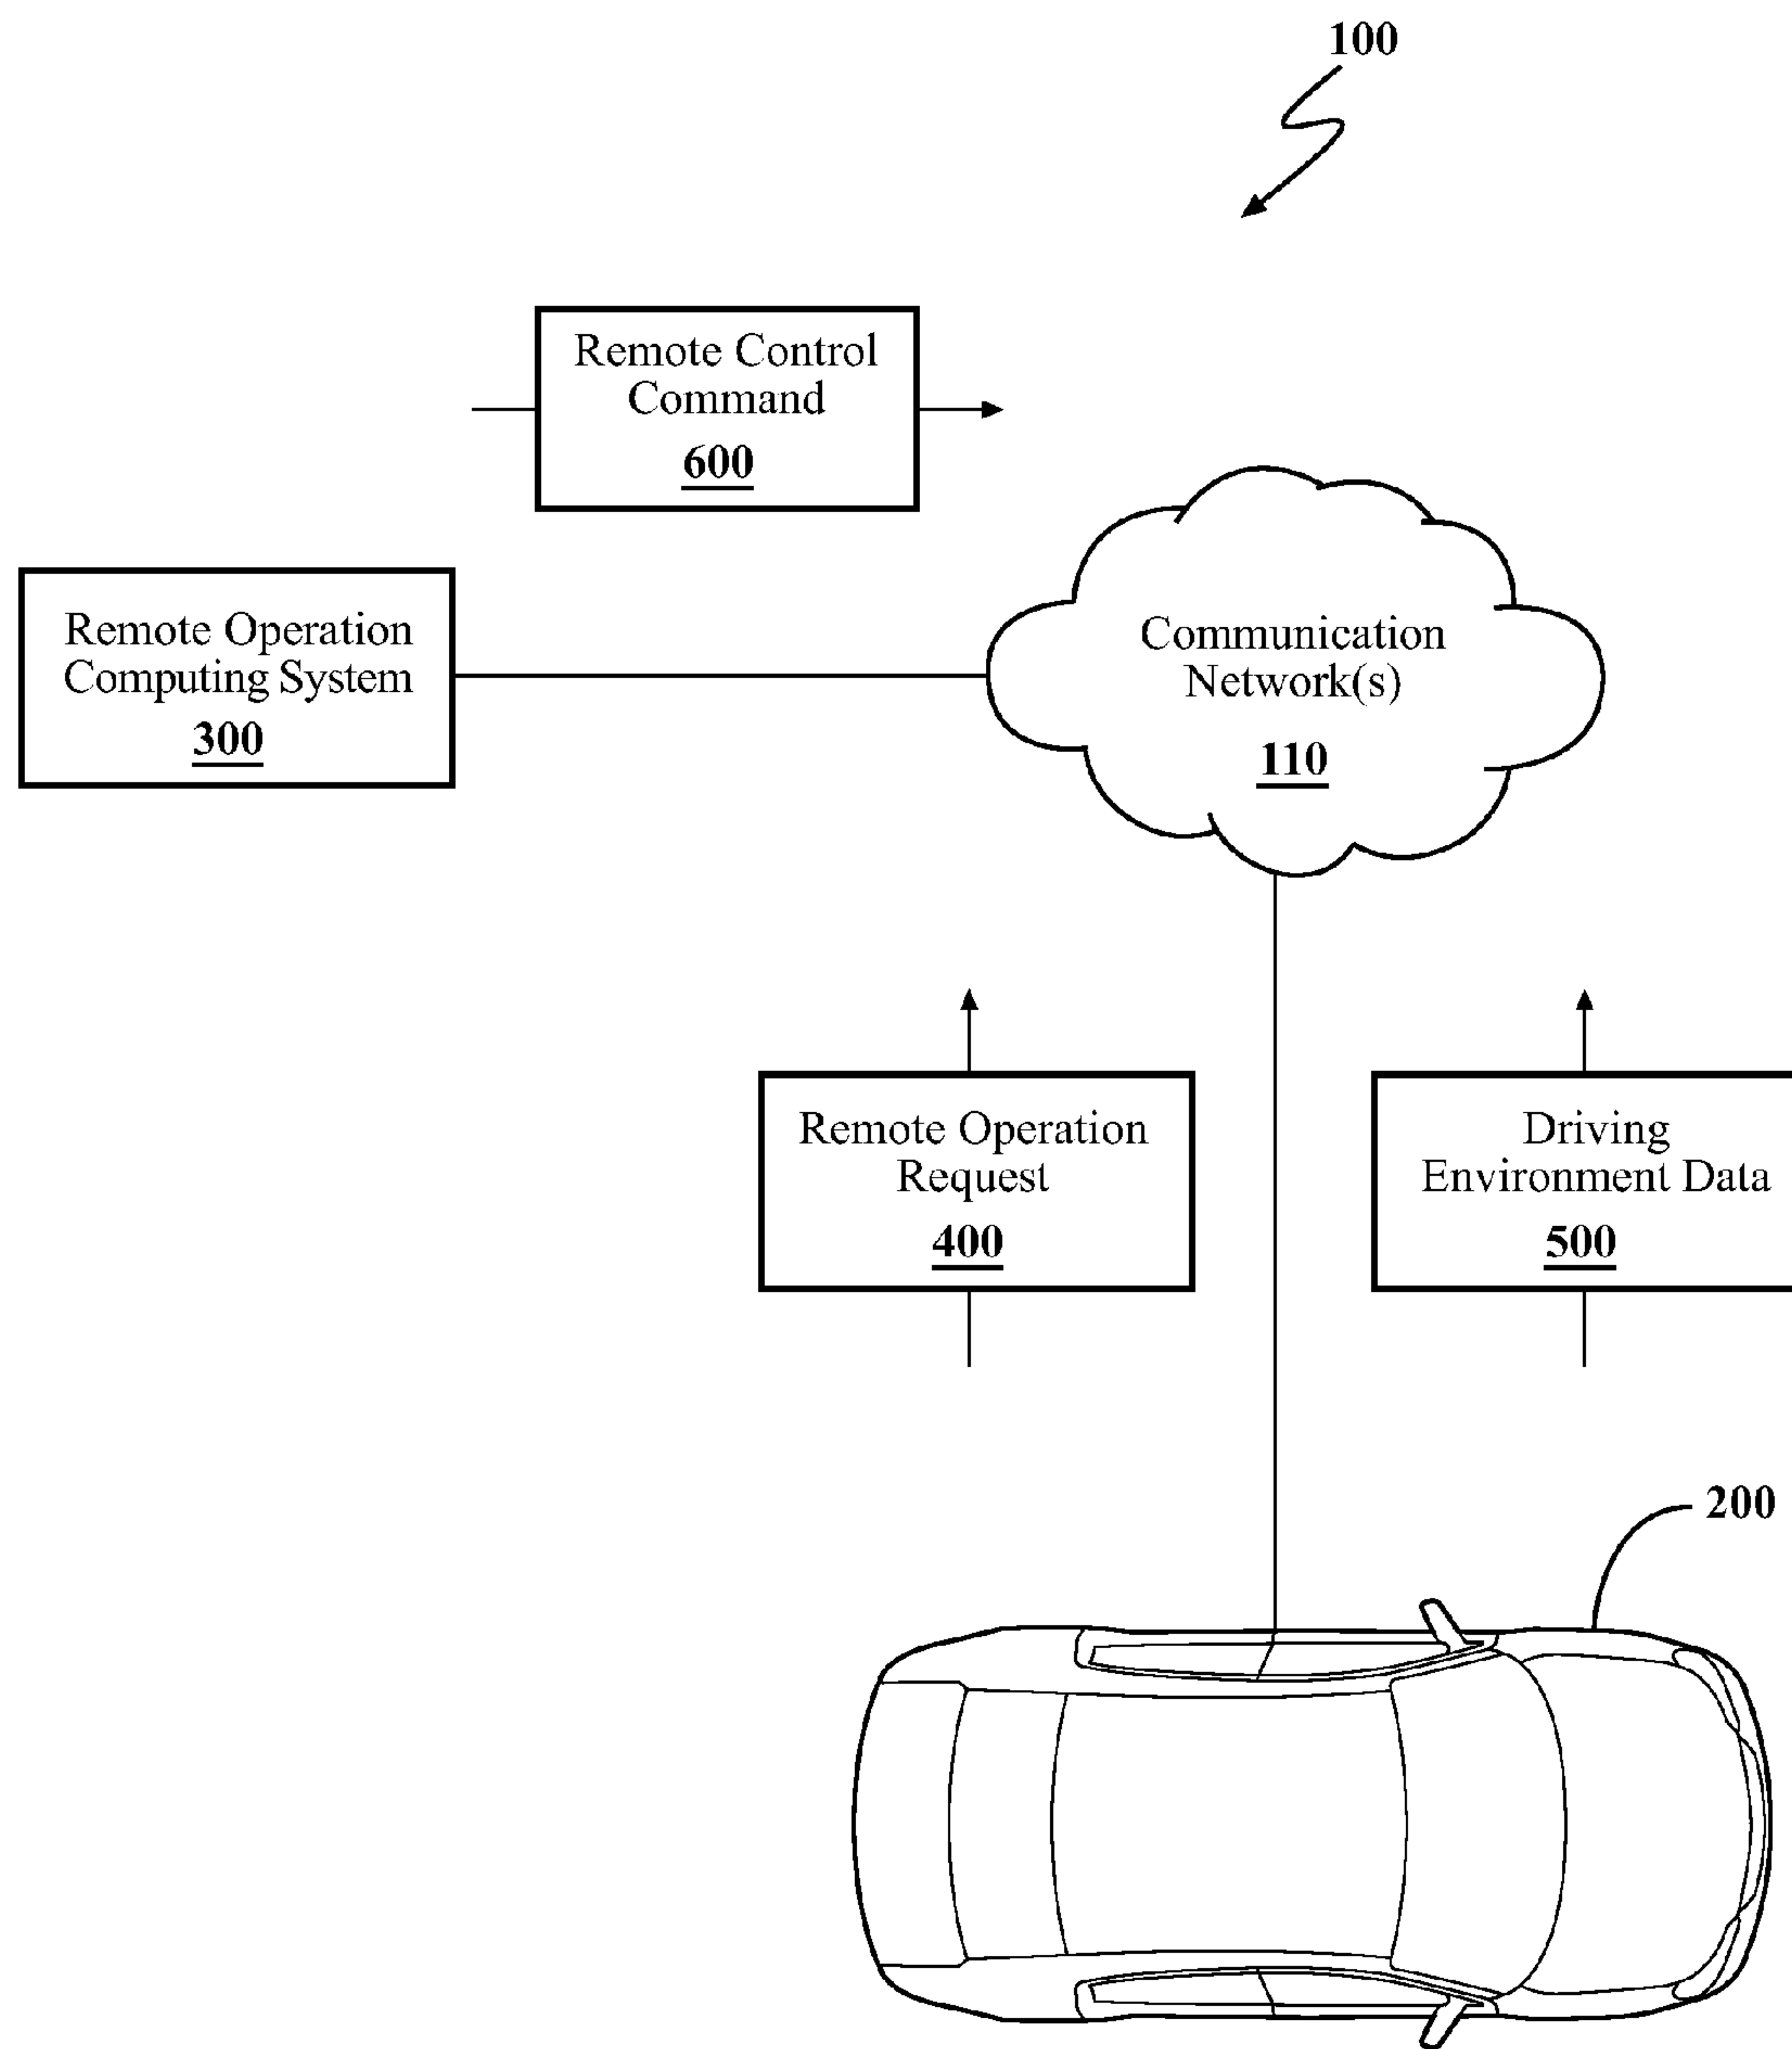 100
Remote Control
Command
600
Remote Operation
Computing System
300
Communication
Network(s)
110
Remote Operation
Request
400
Driving
Environment Data
500
200